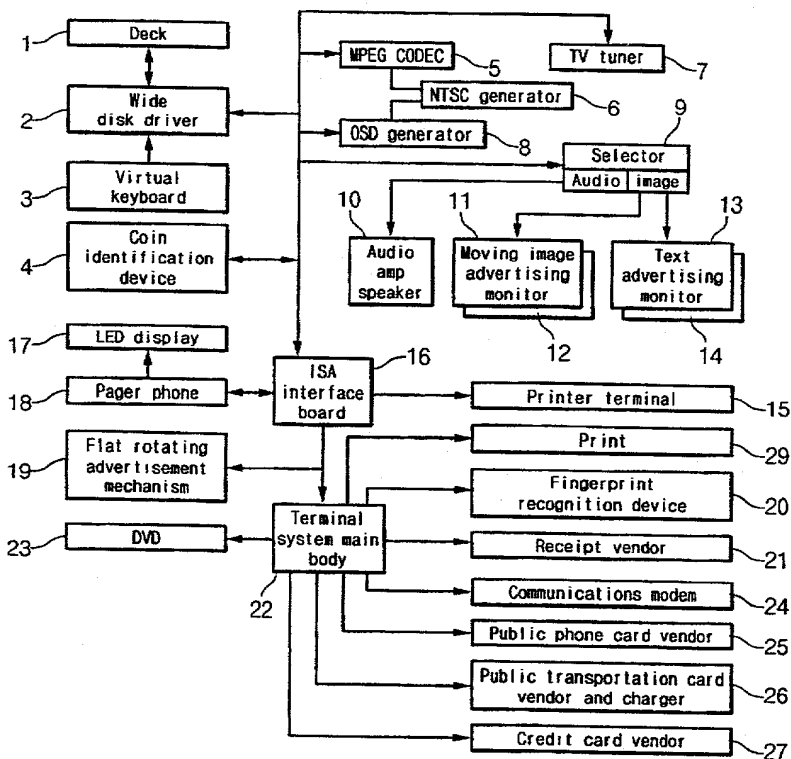 1
Deck
2
Wide
disk driver
3
Virtual
keyboard
4
Coin
identification
device
MPEG CODEC
5
NTSC generator
6
TV tuner
7
OSD generator
8
9
Selector
Audio image
10
Audio
amp
speaker
11
Moving image
advertising
monitor
12
13
Text
advertising
monitor
14
17
LED display
18
Pager phone
16
ISA
interface
board
Printer terminal
15
19
Flat rotating
advertisement
mechanism
Print
29
Fingerprint
recognition device
20
23
DVD
Terminal
system main
body
22
Receipt vendor
21
Communications modem
24
Public phone card vendor
25
Public transportation card
vendor and charger
26
Credit card vendor
27